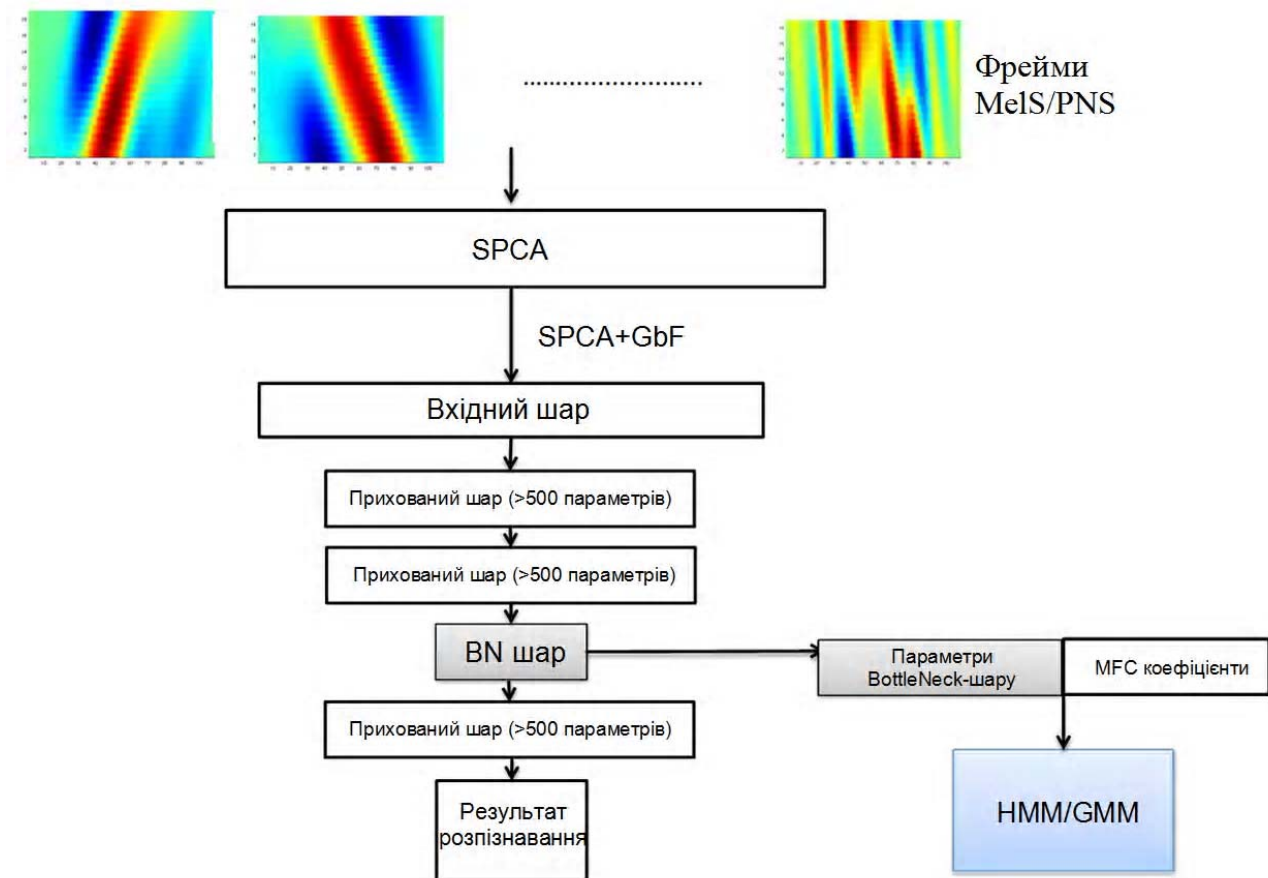 Фрейми
MelS/PNS
SPCA
SPCA+GbF
Вхідний шар
Прихований шар (>500 параметрів)
Прихований шар (>500 параметрів)
BN шар
Параметри
BottleNeck-шару
MFC коефіцієнти
Прихований шар (>500 параметрів)
HMM/GMM
Результат
розпізнавання